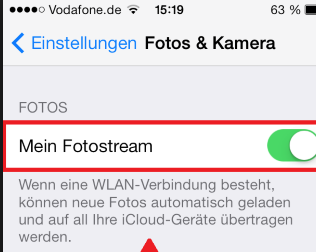 Vodafone.de 15:19 63 %
Einstellungen Fotos & Kamera
FOTOS
Mein Fotostream
Wenn eine WLAN-Verbindung besteht,
können neue Fotos automatisch geladen
und auf all Ihre iCloud-Geräte übertragen
werden.